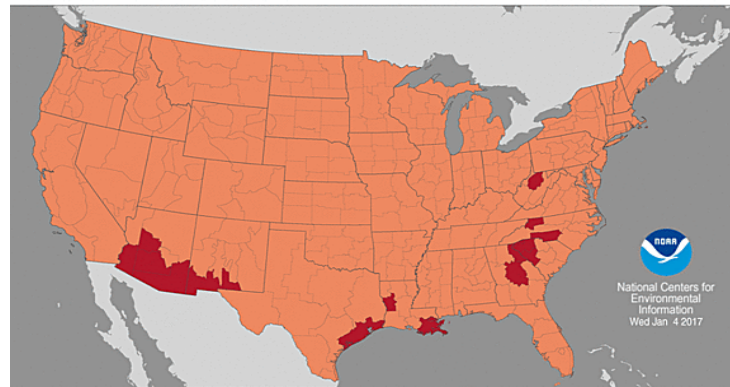 NOAA
National Centers for
Environmental
Information
Wed Jan 4 2017